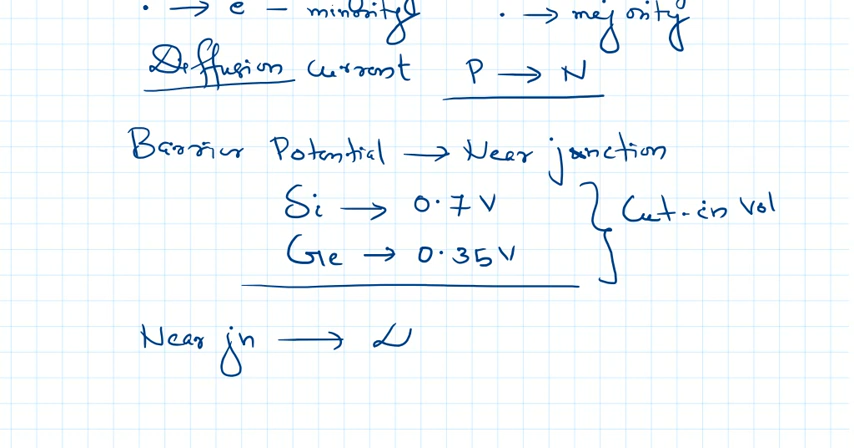 · → e - minority · → majority
Diffusion current P → N
Barrier Potential → Near junction
Si → 0.7 V
Ge → 0.35 V } Cut-in Vol
Near jn →